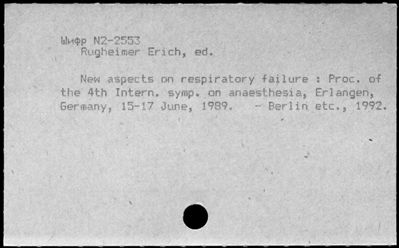 Шифр N2-2553
Rugheimer Erich, ed.
New aspects on respiratory failure : Proc. of
the 4th Intern. symp. on anaesthesia, Erlangen,
Germany, 15-17 June, 1989. - Berlin etc., 1992.